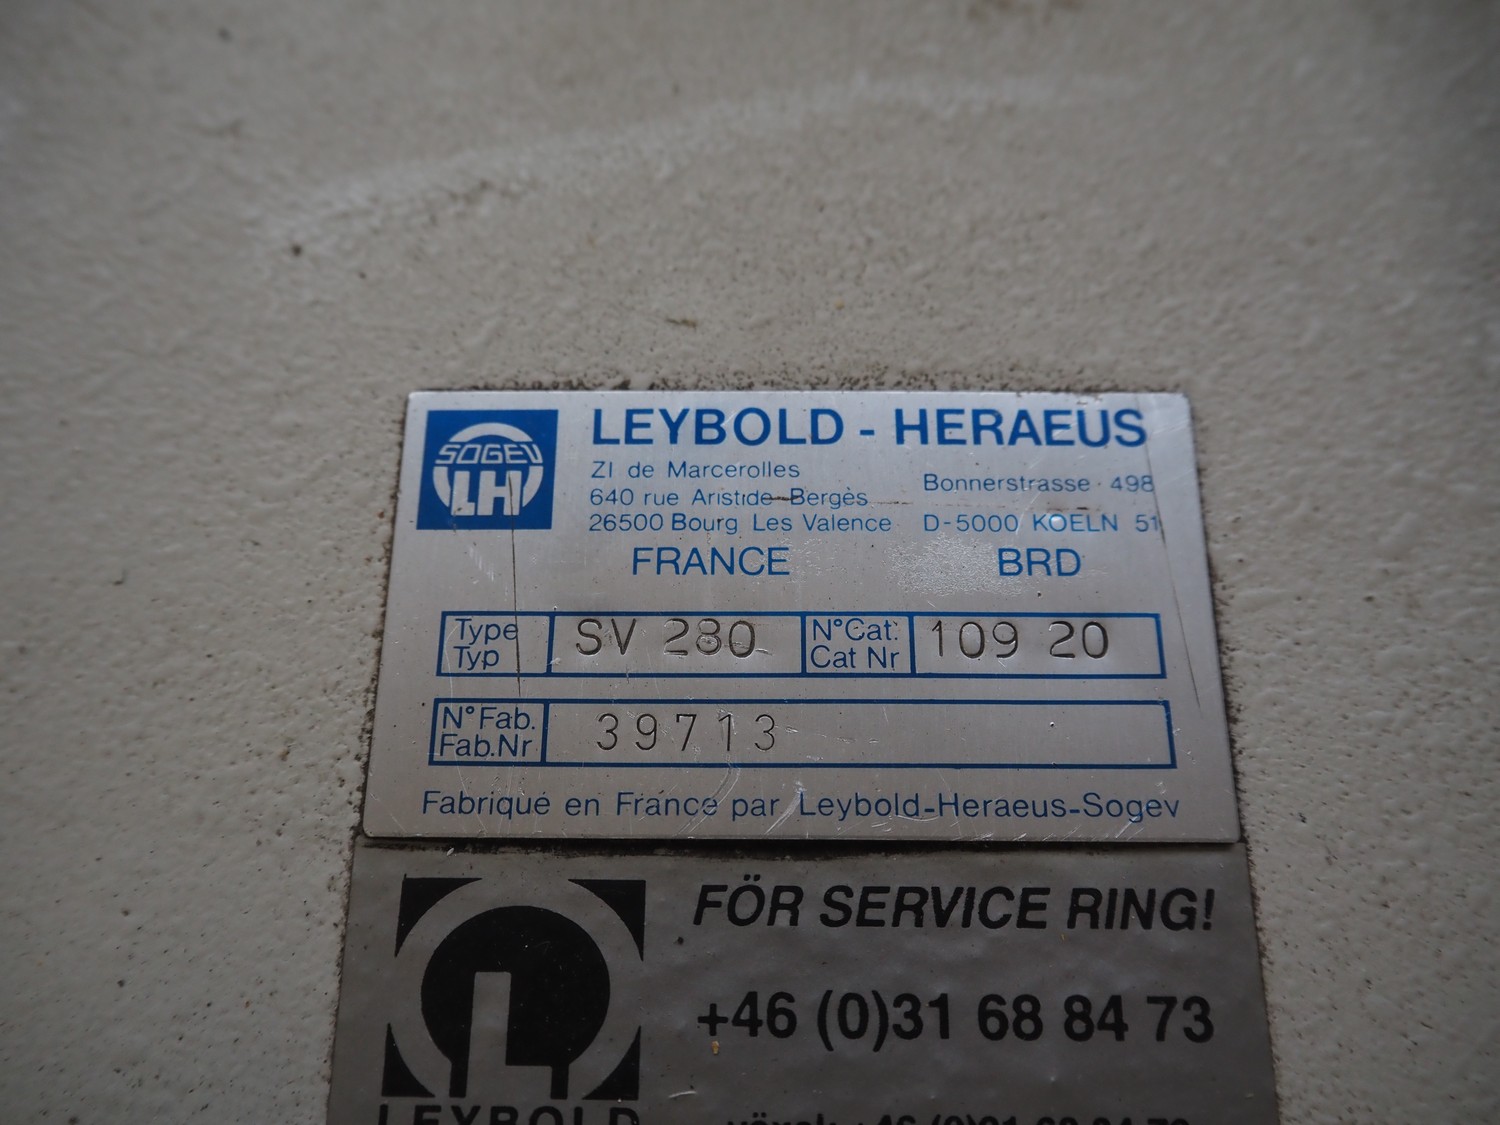 SOGEV
LH
LEYBOLD - HERAEUS
ZI de Marcerolles
640 rue Aristide Bergès
26500 Bourg Les Valence
FRANCE
Bonnerstrasse 498
D-5000 KOELN 51
BRD
Type
Typ
SV 280
N° Cat:
Cat Nr
109 20
N° Fab.
Fab.Nr
39713
Fabriqué en France par Leybold-Heraeus-Sogev
L
LEYBOLD
FÖR SERVICE RING!
+46 (0)31 68 84 73